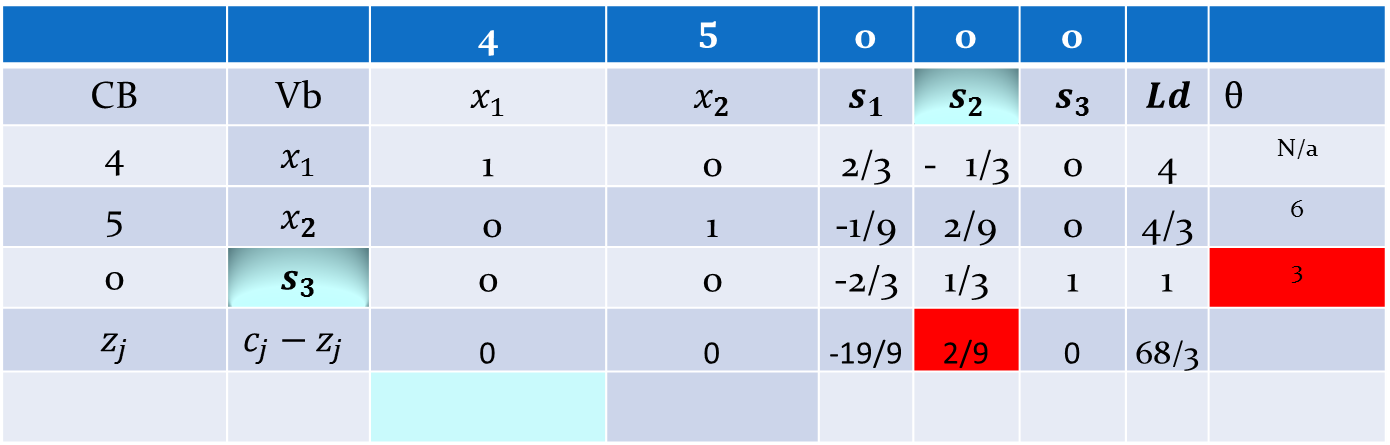 4 5 0 0 0
CB Vb x₁ x₂ s₁ s₂ s₃ Ld θ
4 x₁ 1 0 2/3 - 1/3 0 4 N/a
5 x₂ 0 1 -1/9 2/9 0 4/3 6
0 s₃ 0 0 -2/3 1/3 1 1 3
zⱼ cⱼ − zⱼ 0 0 -19/9 2/9 0 68/3